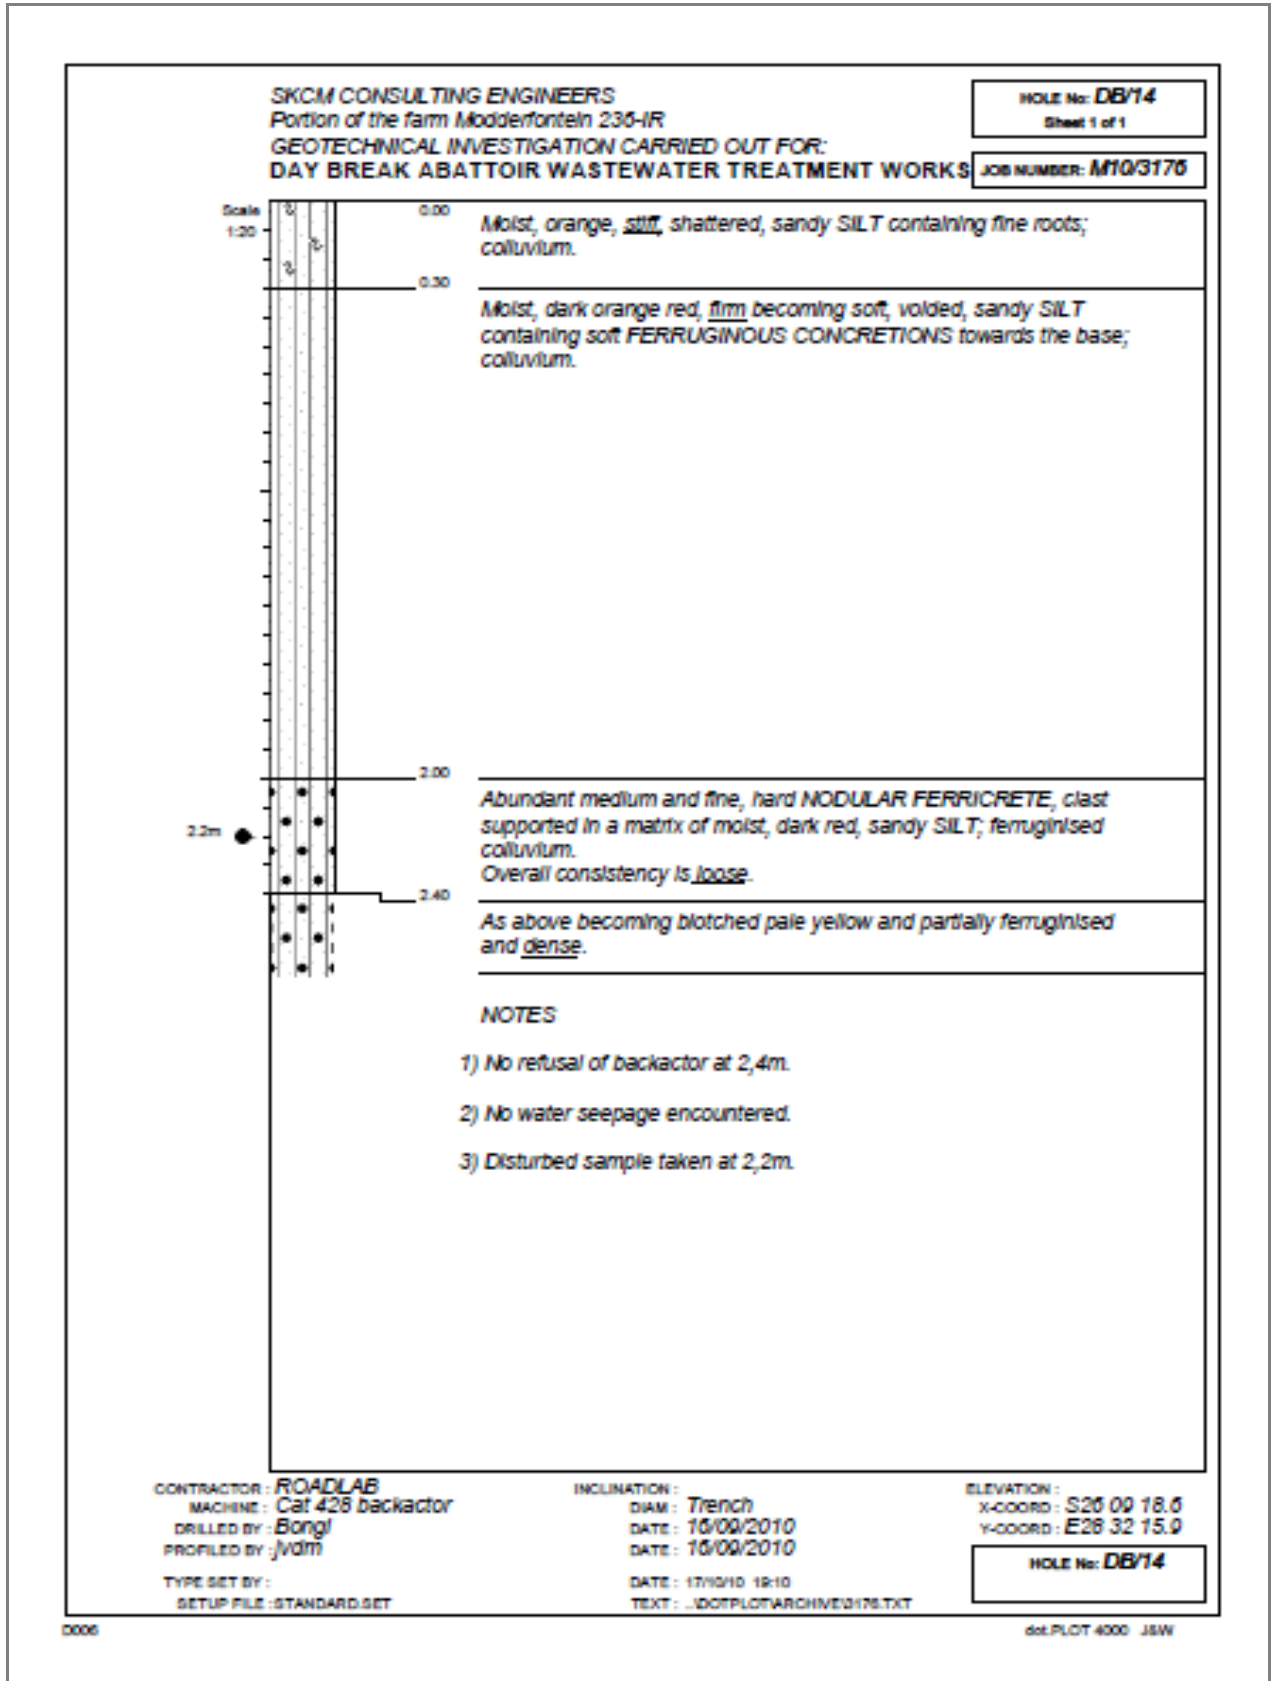 SKCM CONSULTING ENGINEERS
Portion of the farm Modderfontein 236-IR
GEOTECHNICAL INVESTIGATION CARRIED OUT FOR:
DAY BREAK ABATTOIR WASTEWATER TREATMENT WORKS
HOLE No: DB/14
Sheet 1 of 1
JOB NUMBER: M10/3176
Scale
1:20
0.00
Moist, orange, stiff, shattered, sandy SILT containing fine roots;
colluvium.
0.30
Moist, dark orange red, firm becoming soft, voided, sandy SILT
containing soft FERRUGINOUS CONCRETIONS towards the base;
colluvium.
2.00
Abundant medium and fine, hard NODULAR FERRICRETE, clast
supported in a matrix of moist, dark red, sandy SILT; ferruginised
colluvium.
Overall consistency is loose.
2.2m
2.40
As above becoming blotched pale yellow and partially ferruginised
and dense.
NOTES
1) No refusal of backactor at 2,4m.
2) No water seepage encountered.
3) Disturbed sample taken at 2,2m.
CONTRACTOR : ROADLAB
MACHINE : Cat 428 backactor
DRILLED BY : Bongi
PROFILED BY : jvdm
TYPE SET BY :
SETUP FILE : STANDARD.SET
INCLINATION :
DIAM : Trench
DATE : 16/09/2010
DATE : 16/09/2010
DATE : 17/10/10 19:10
TEXT : ..\DOTPLOT\ARCHIVE\3176.TXT
ELEVATION :
X-COORD : S26 09 18.6
Y-COORD : E28 32 15.9
HOLE No: DB/14
D006
dot.PLOT 4000 J&W